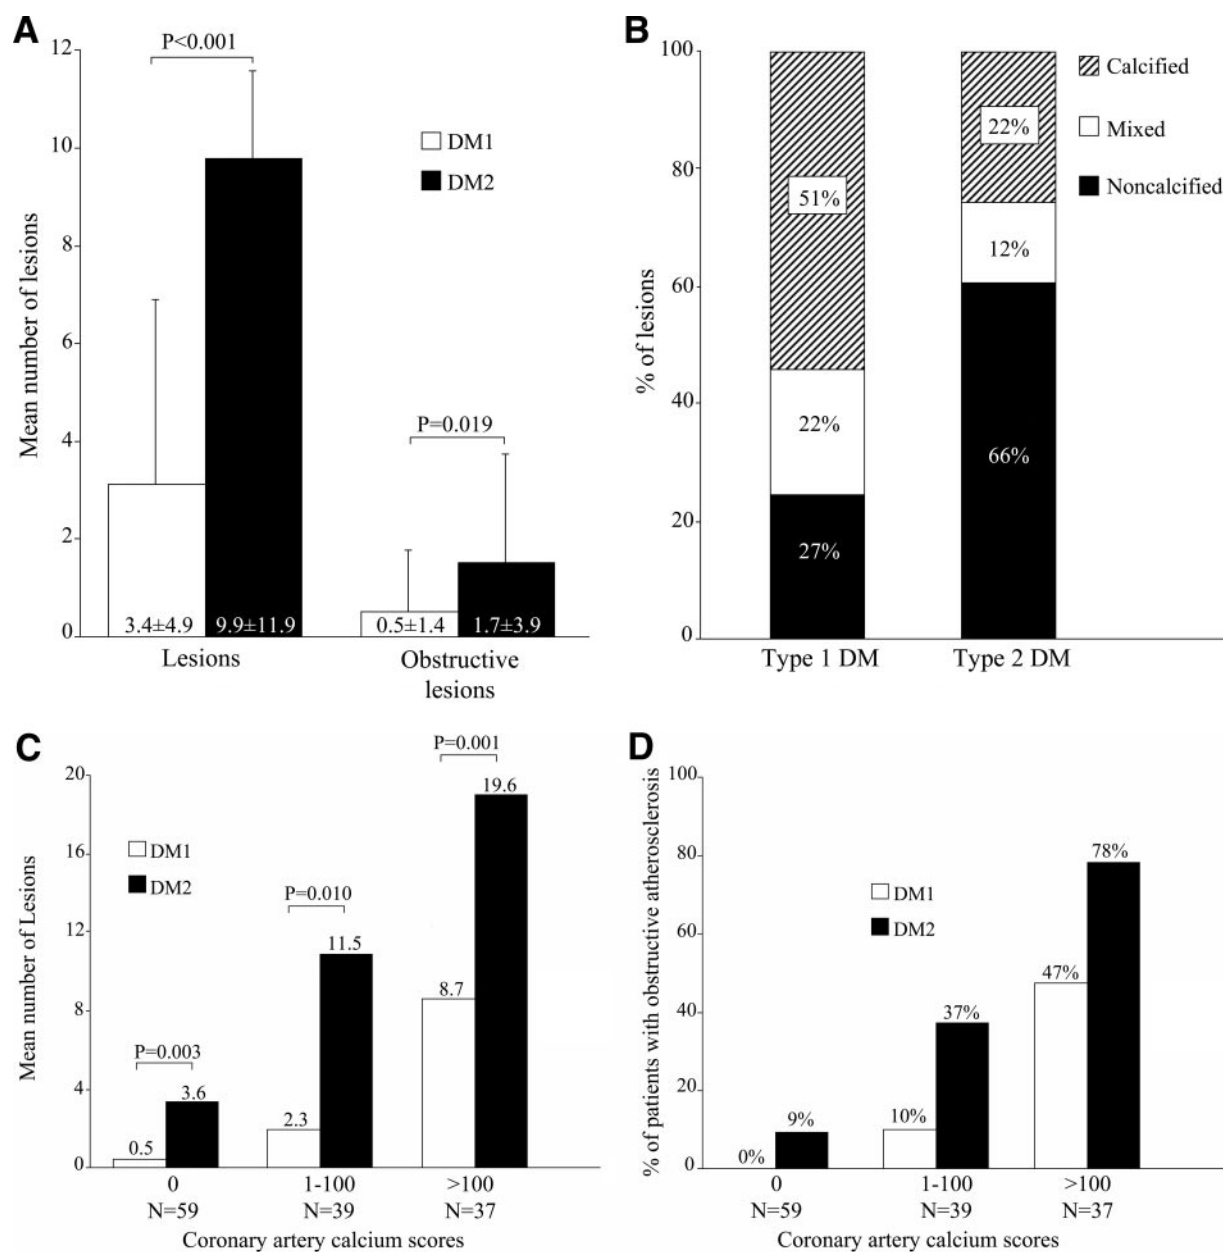 A
P<0.001
12
10
8
6
4
2
0
Mean number of lesions
DM1
DM2
P=0.019
3.4±4.9
9.9±11.9
0.5±1.4
1.7±3.9
Lesions
Obstructive
lesions
B
100
80
60
40
20
0
% of lesions
51%
22%
27%
22%
12%
66%
Calcified
Mixed
Noncalcified
Type 1 DM
Type 2 DM
C
20
16
12
8
4
0
Mean number of Lesions
DM1
DM2
P=0.003
P=0.010
P=0.001
0.5
3.6
2.3
11.5
8.7
19.6
0
1-100
>100
N=59
N=39
N=37
Coronary artery calcium scores
D
100
80
60
40
20
0
% of patients with obstructive atherosclerosis
DM1
DM2
0%
9%
10%
37%
47%
78%
0
1-100
>100
N=59
N=39
N=37
Coronary artery calcium scores